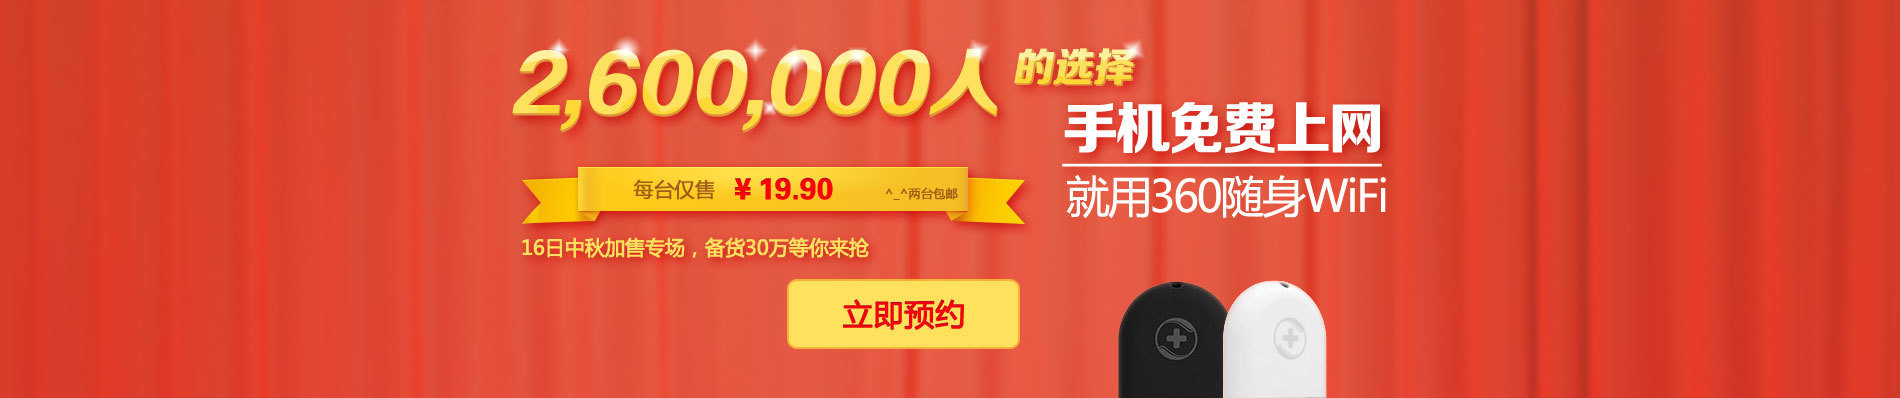 2,600,000人的选择
手机免费上网
就用360随身WiFi
每台仅售 ¥19.90 ^_^两台包邮
16日中秋加售专场，备货30万等你来抢
立即预约